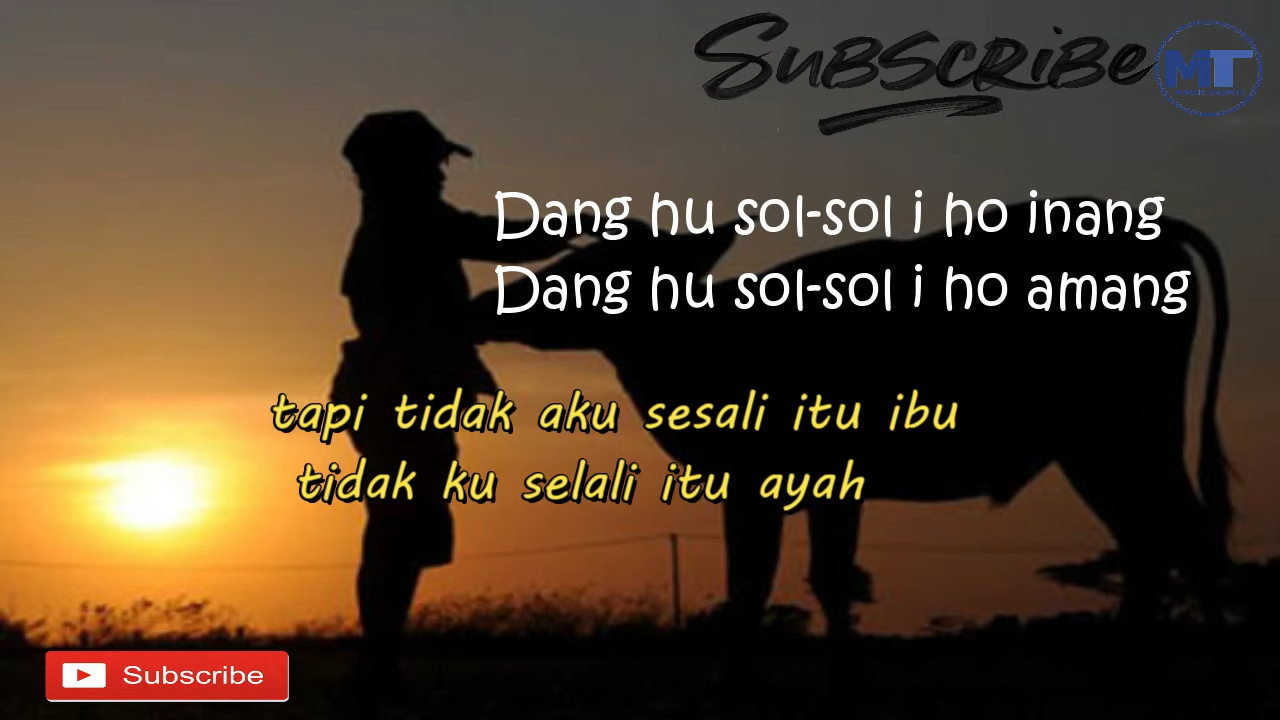 SUBSCRIBE
MT
Dang hu sol-sol i ho inang
Dang hu sol-sol i ho amang
tapi tidak aku sesali itu ibu
tidak ku selali itu ayah
Subscribe